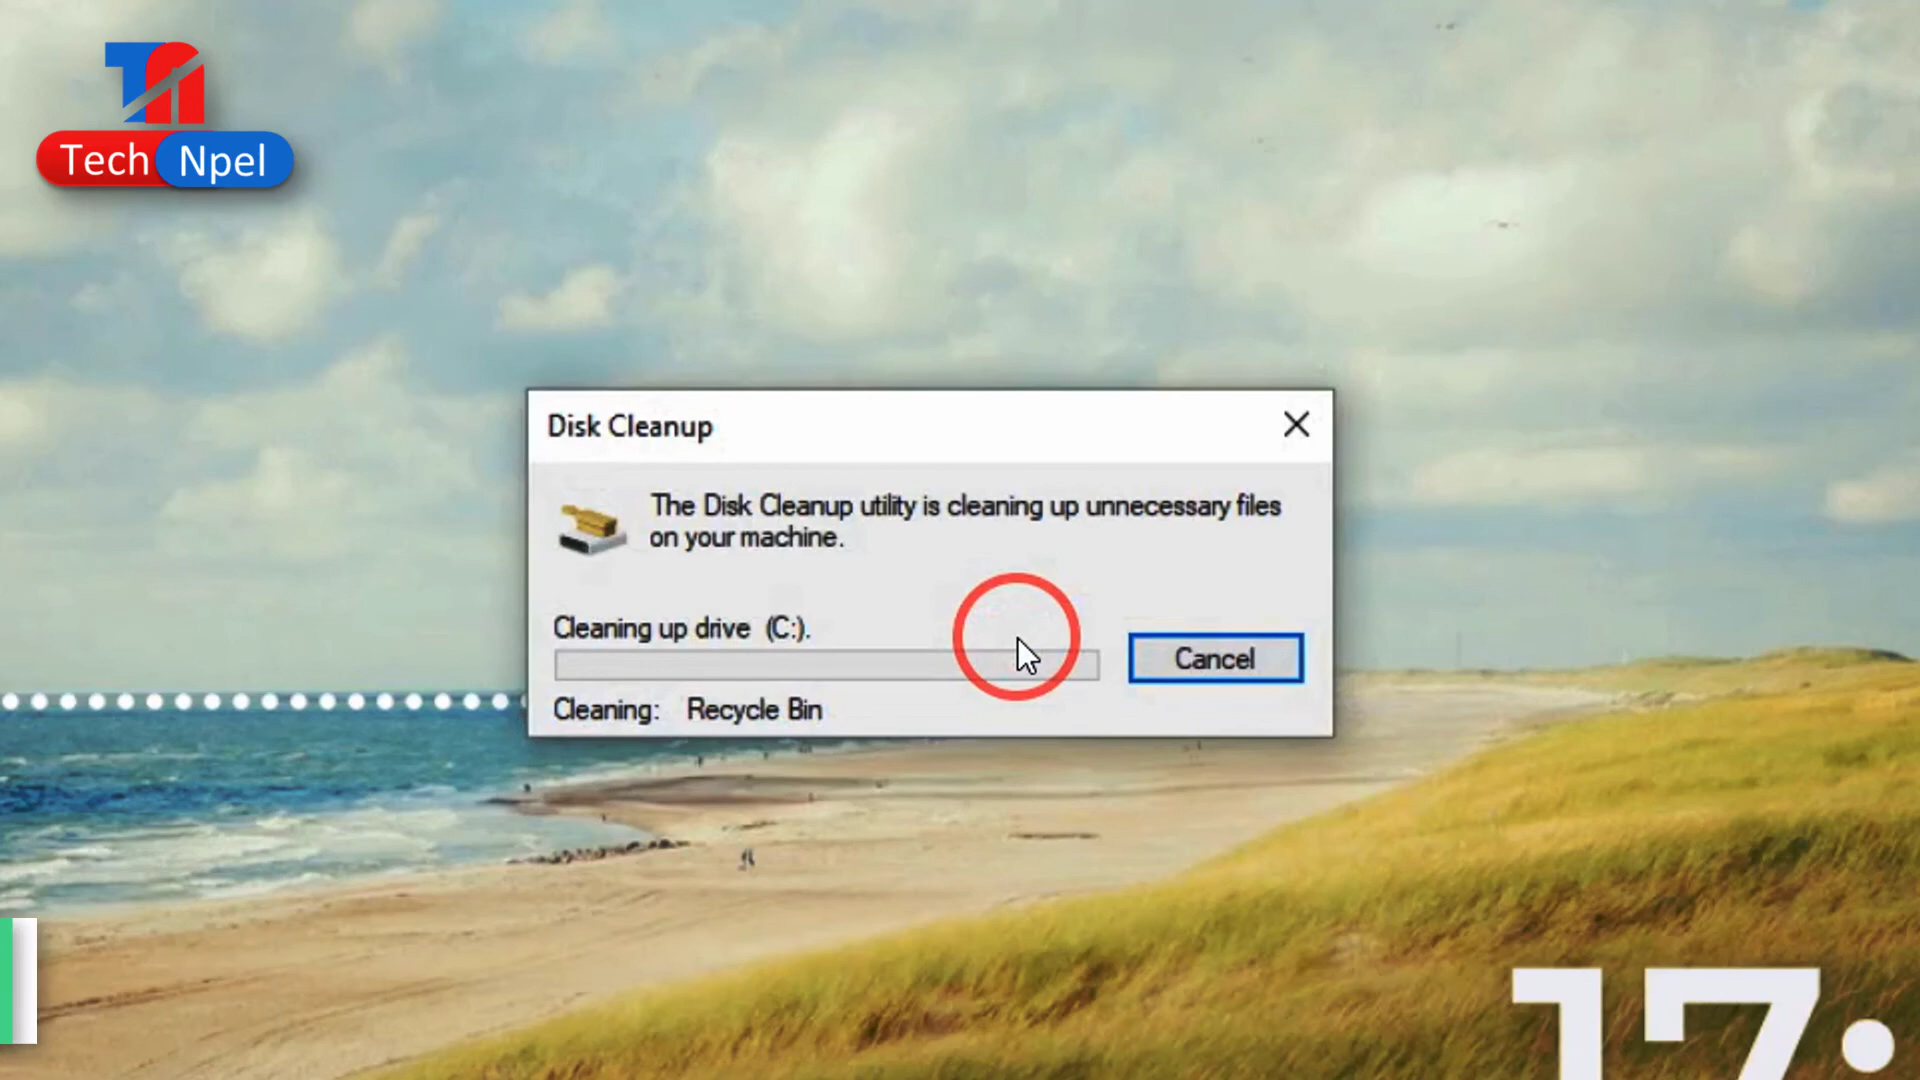 Tech Npel
Disk Cleanup
The Disk Cleanup utility is cleaning up unnecessary files
on your machine.
Cleaning up drive (C:).
Cancel
Cleaning: Recycle Bin
17: